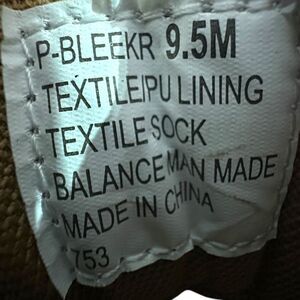 P-BLEEKR 9.5M
TEXTILE/PU LINING
TEXTILE SOCK
BALANCE MAN MADE
MADE IN CHINA
753